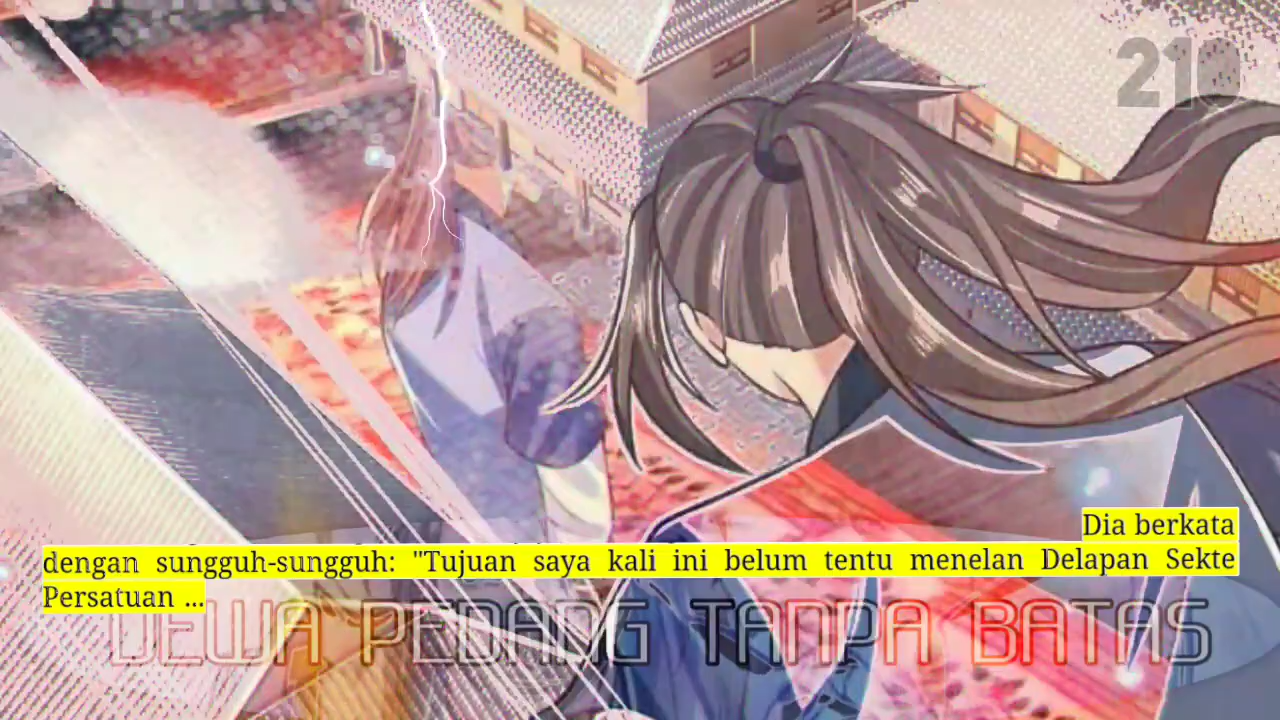 210
Dia berkata
dengan sungguh-sungguh: "Tujuan saya kali ini belum tentu menelan Delapan Sekte
Persatuan ...
DEWA PEDANG TANPA BATAS